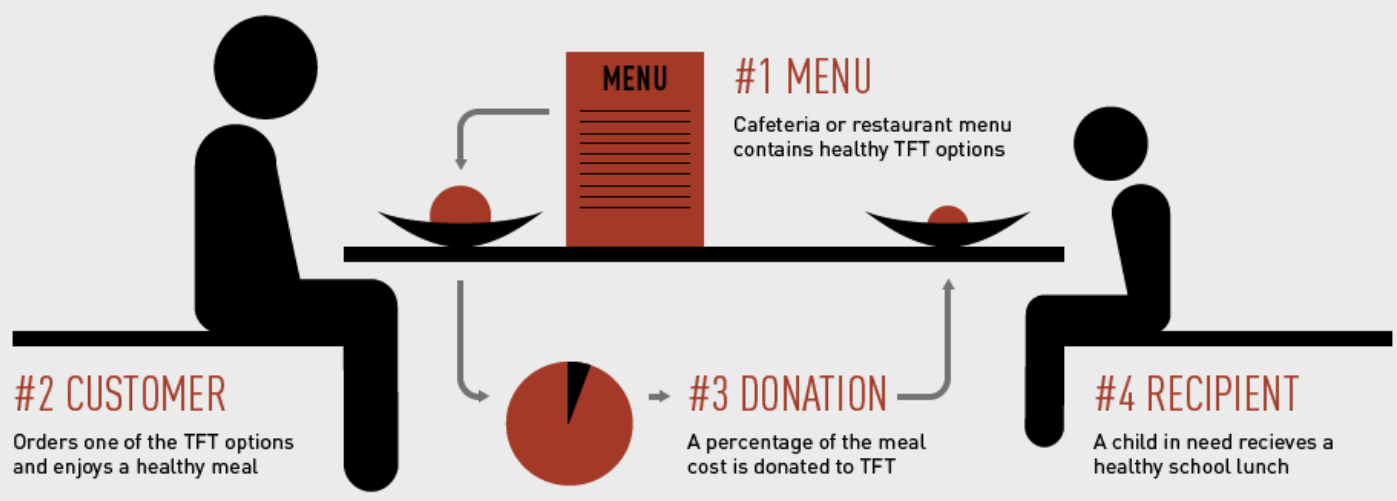 MENU
#1 MENU
Cafeteria or restaurant menu
contains healthy TFT options
#2 CUSTOMER
Orders one of the TFT options
and enjoys a healthy meal
#3 DONATION
A percentage of the meal
cost is donated to TFT
#4 RECIPIENT
A child in need recieves a
healthy school lunch